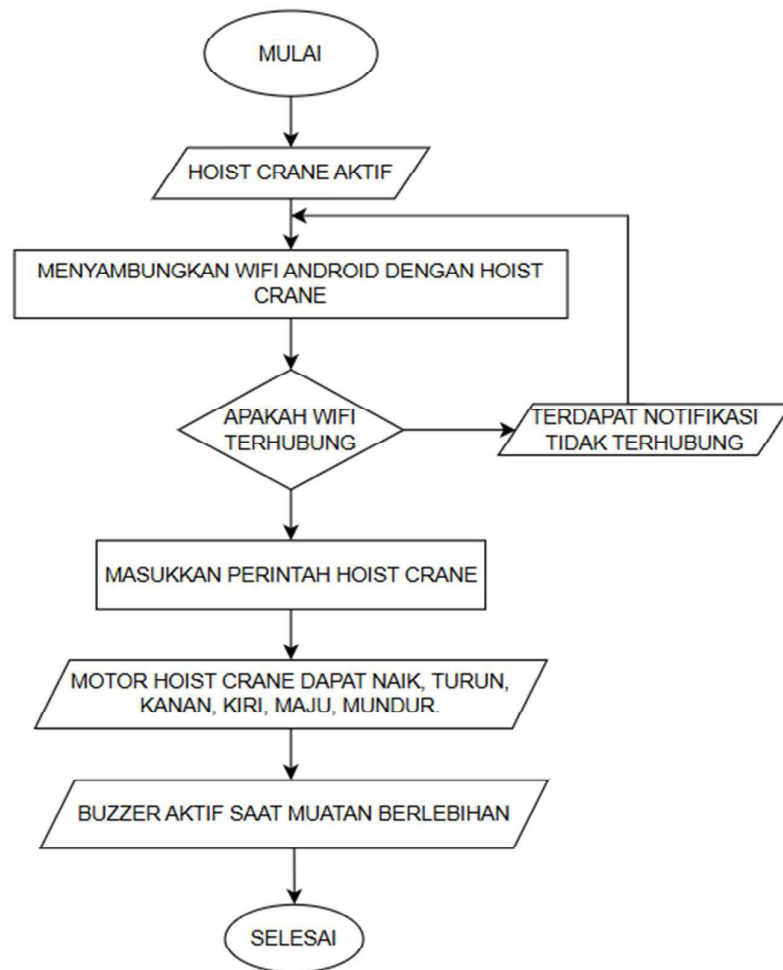 MULAI
HOIST CRANE AKTIF
MENYAMBUNGKAN WIFI ANDROID DENGAN HOIST
CRANE
APAKAH WIFI
TERHUBUNG
TERDAPAT NOTIFIKASI
TIDAK TERHUBUNG
MASUKKAN PERINTAH HOIST CRANE
MOTOR HOIST CRANE DAPAT NAIK, TURUN,
KANAN, KIRI, MAJU, MUNDUR.
BUZZER AKTIF SAAT MUATAN BERLEBIHAN
SELESAI